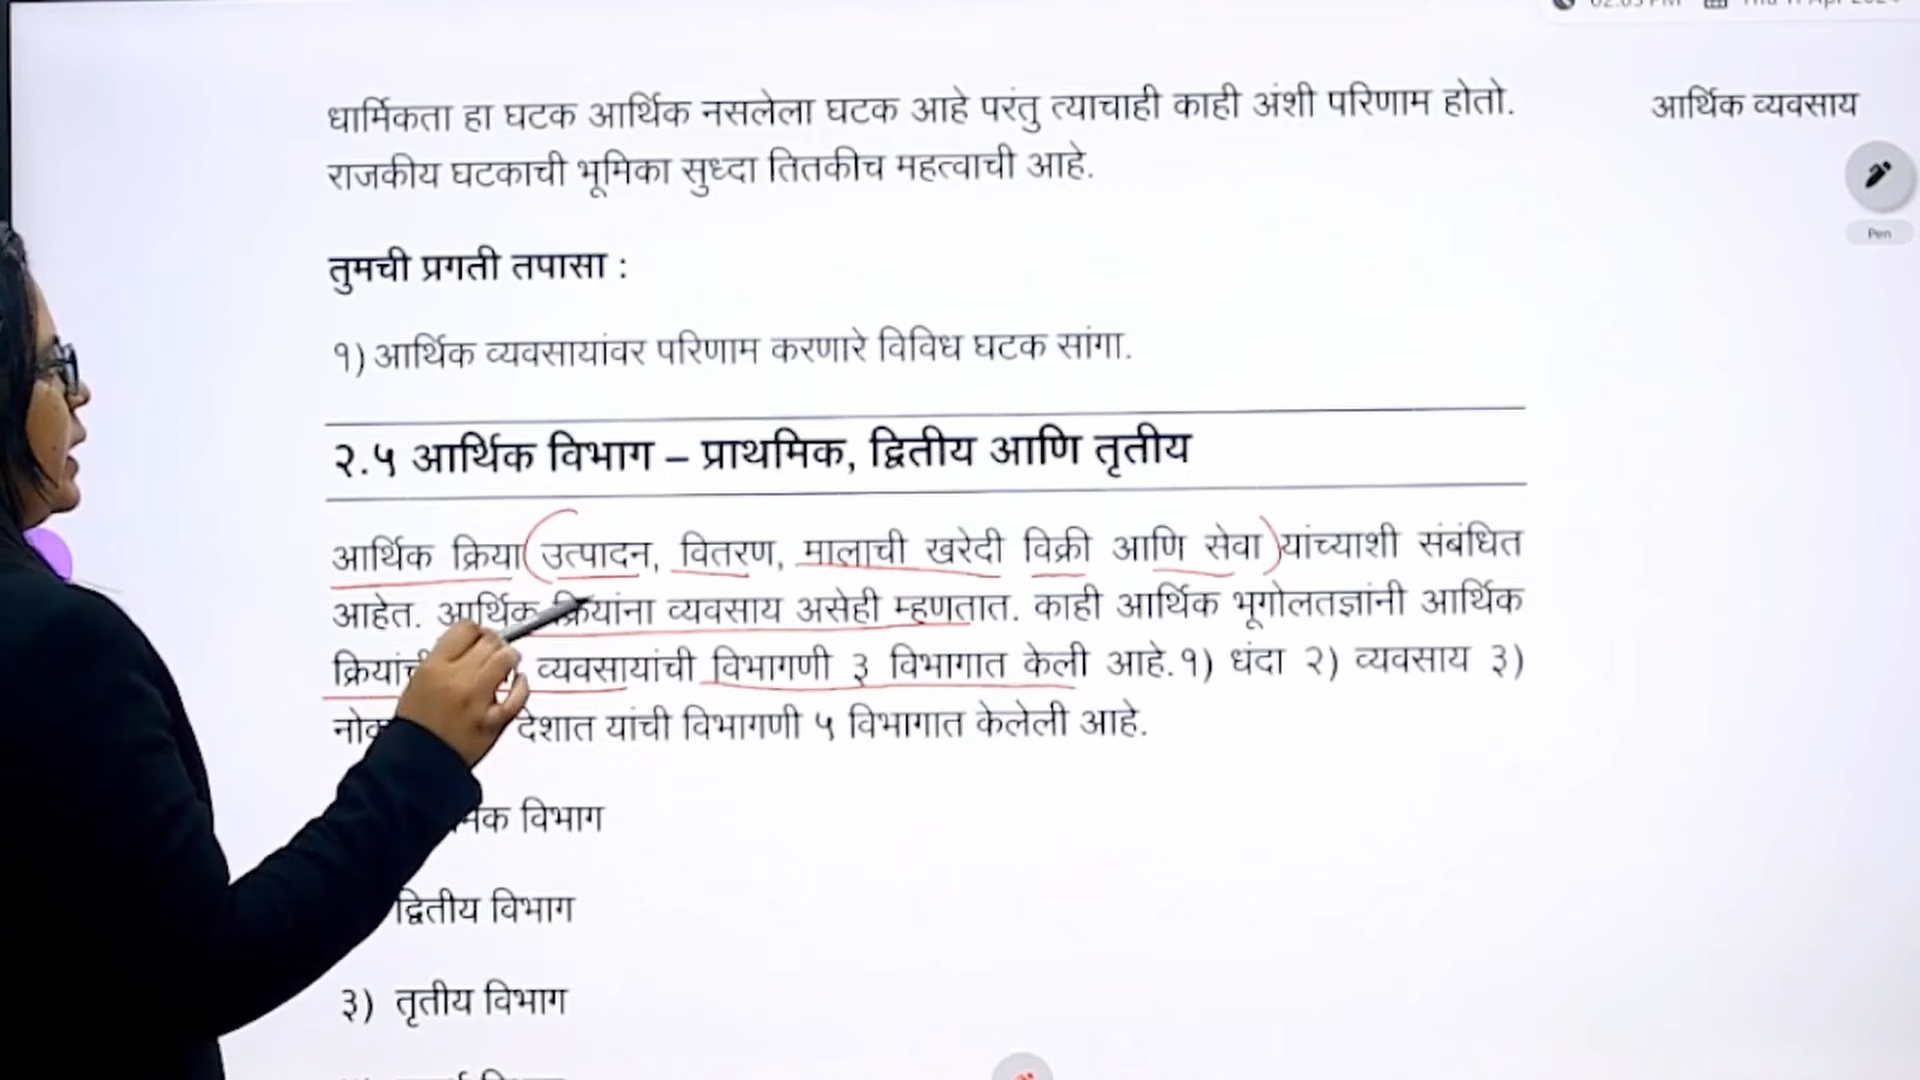 धार्मिकता हा घटक आर्थिक नसलेला घटक आहे परंतु त्याचाही काही अंशी परिणाम होतो.
आर्थिक व्यवसाय
राजकीय घटकाची भूमिका सुध्दा तितकीच महत्वाची आहे.
Pen
तुमची प्रगती तपासा :
१) आर्थिक व्यवसायांवर परिणाम करणारे विविध घटक सांगा.
२.५ आर्थिक विभाग – प्राथमिक, द्वितीय आणि तृतीय
आर्थिक क्रिया उत्पादन, वितरण, मालाची खरेदी विक्री आणि सेवा यांच्याशी संबंधित
आहेत. आर्थिक क्रियांना व्यवसाय असेही म्हणतात. काही आर्थिक भूगोलतज्ञांनी आर्थिक
व्यवसायांची विभागणी ३ विभागात केली आहे.१) धंदा २) व्यवसाय ३)
देशात यांची विभागणी ५ विभागात केलेली आहे.
विभाग
द्वितीय विभाग
३) तृतीय विभाग